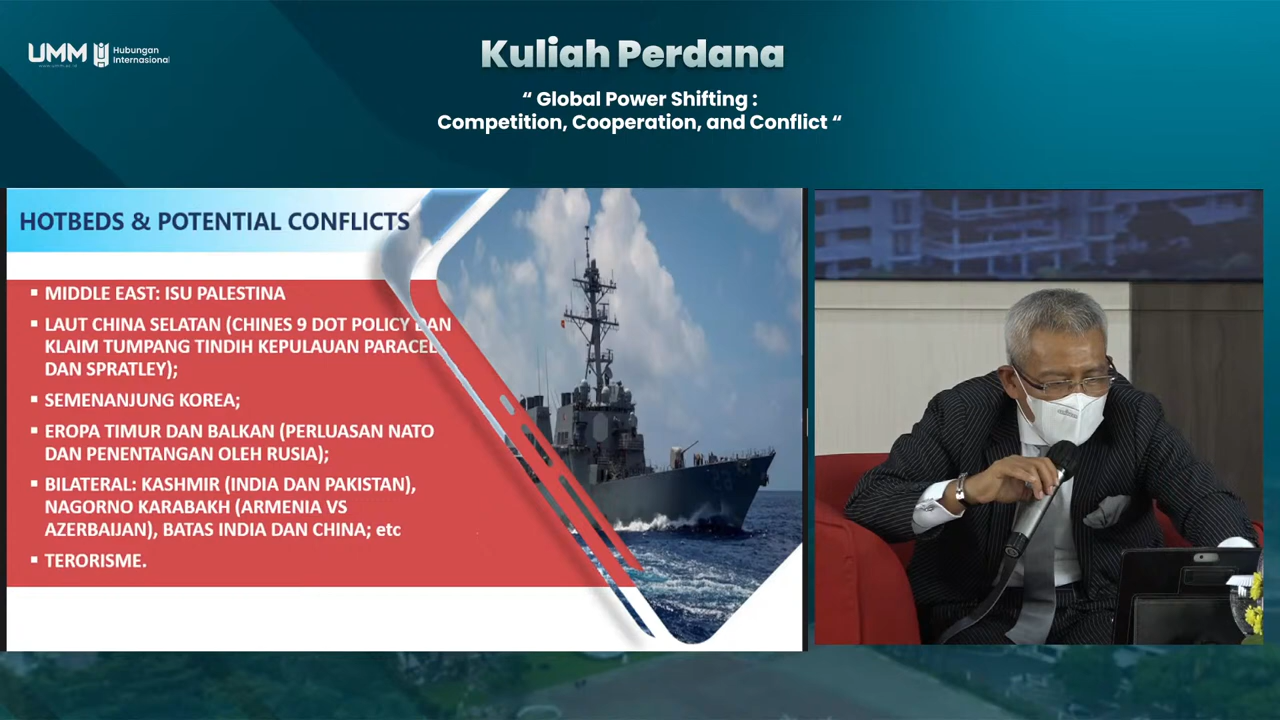 UMM
Hubungan
Internasional
Kuliah Perdana
“ Global Power Shifting :
Competition, Cooperation, and Conflict “
HOTBEDS & POTENTIAL CONFLICTS
▪ MIDDLE EAST: ISU PALESTINA
▪ LAUT CHINA SELATAN (CHINES 9 DOT POLICY DAN
KLAIM TUMPANG TINDIH KEPULAUAN PARACEL
DAN SPRATLEY);
▪ SEMENANJUNG KOREA;
▪ EROPA TIMUR DAN BALKAN (PERLUASAN NATO
DAN PENENTANGAN OLEH RUSIA);
▪ BILATERAL: KASHMIR (INDIA DAN PAKISTAN),
NAGORNO KARABAKH (ARMENIA VS
AZERBAIJAN), BATAS INDIA DAN CHINA; etc
▪ TERORISME.